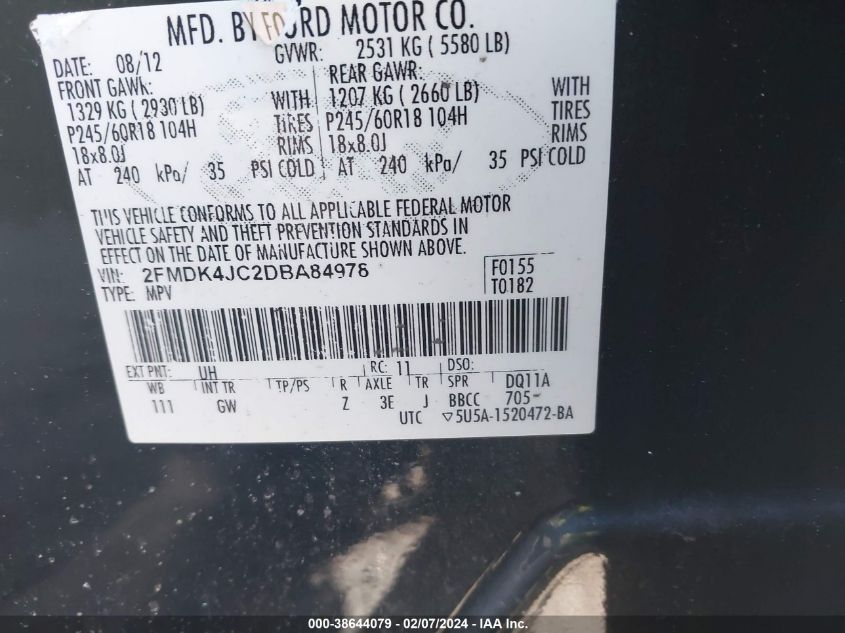 MFD. BY FORD MOTOR CO.
DATE: 08/12 GVWR: 2531 KG ( 5580 LB)
FRONT GAWR: REAR GAWR:
1329 KG ( 2930 LB) WITH 1207 KG ( 2660 LB) WITH
P245/60R18 104H TIRES P245/60R18 104H TIRES
18x8.0J RIMS 18x8.0J RIMS
AT 240 kPa/ 35 PSI COLD AT 240 kPa/ 35 PSI COLD
THIS VEHICLE CONFORMS TO ALL APPLICABLE FEDERAL MOTOR
VEHICLE SAFETY AND THEFT PREVENTION STANDARDS IN
EFFECT ON THE DATE OF MANUFACTURE SHOWN ABOVE.
VIN: 2FMDK4JC2DBA84978 F0155
TYPE: MPV T0182
EXT PNT: UH RC: 11 DSO:
WB INT TR TP/PS R AXLE TR SPR DQ11A
111 GW Z 3E J BBCC 705-
UTC ▽5U5A-1520472-BA
000-38644079 - 02/07/2024 - IAA Inc.